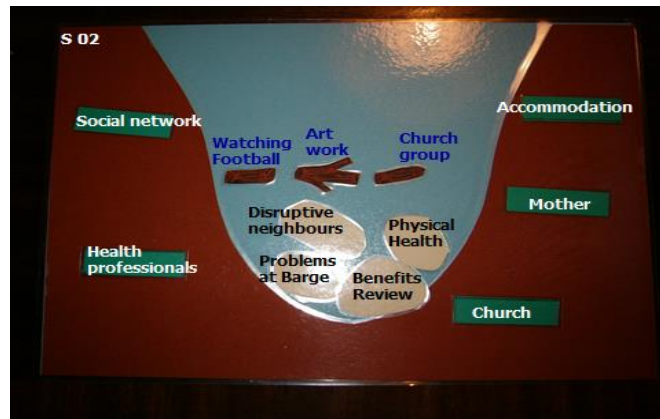 S 02
Social network
Accommodation
Watching
Football
Art
work
Church
group
Mother
Disruptive
neighbours
Physical
Health
Health
professionals
Problems
at Barge
Benefits
Review
Church